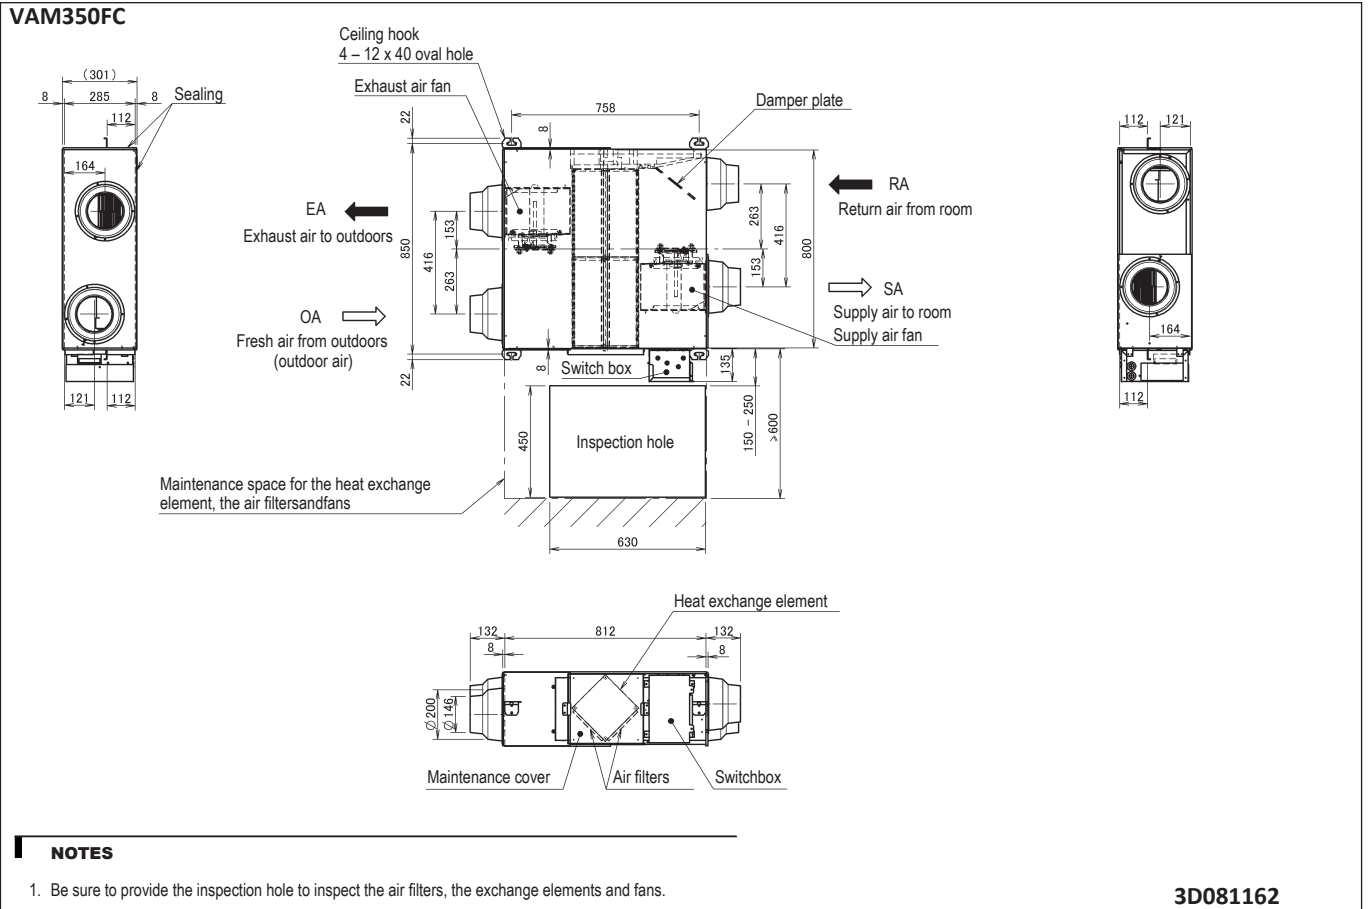 VAM350FC
Ceiling hook
4 – 12 x 40 oval hole
Exhaust air fan
Damper plate
Sealing
(301)
8
285
8
112
164
121
112
22
8
758
850
EA
Exhaust air to outdoors
OA
Fresh air from outdoors
(outdoor air)
416
153
263
22
8
263
153
416
800
RA
Return air from room
SA
Supply air to room
Supply air fan
112
121
164
112
Switch box
135
150 – 250
≥600
450
Inspection hole
630
Maintenance space for the heat exchange
element, the air filtersandfans
Heat exchange element
132
812
132
8
8
∅200
∅146
Maintenance cover
Air filters
Switchbox
NOTES
1. Be sure to provide the inspection hole to inspect the air filters, the exchange elements and fans.
3D081162